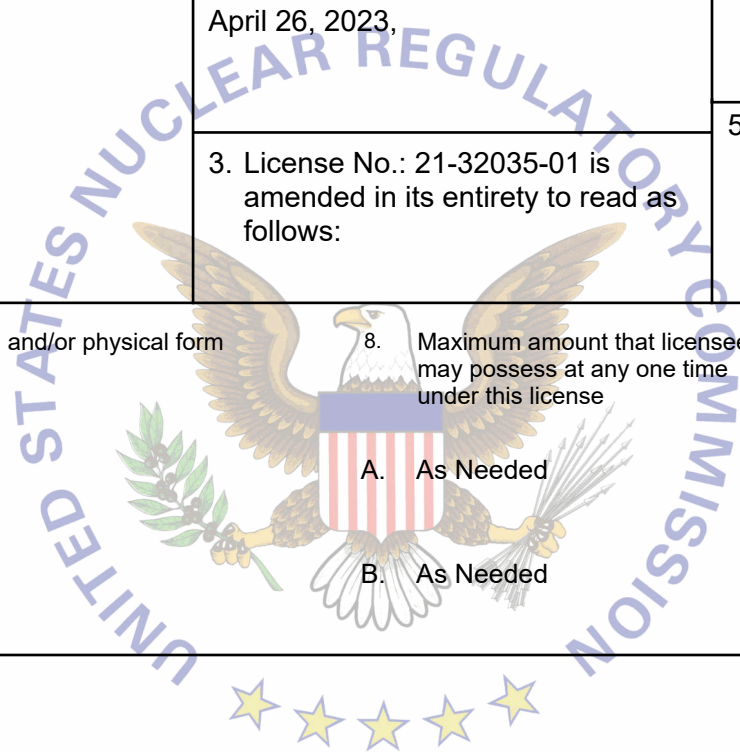 April 26, 2023,
5
3. License No.: 21-32035-01 is
amended in its entirety to read as
follows:
and/or physical form
8. Maximum amount that licensee
may possess at any one time
under this license
A. As Needed
B. As Needed
UNITED STATES NUCLEAR REGULATORY COMMISSION